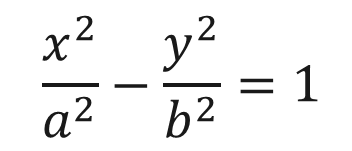 x²/a² − y²/b² = 1